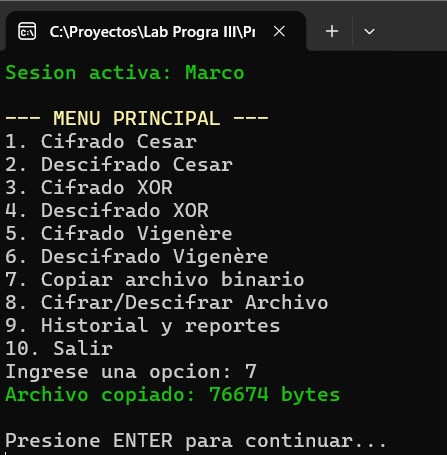 C:\Proyectos\Lab Progra III\Pr
Sesion activa: Marco
--- MENU PRINCIPAL ---
1. Cifrado Cesar
2. Descifrado Cesar
3. Cifrado XOR
4. Descifrado XOR
5. Cifrado Vigenère
6. Descifrado Vigenère
7. Copiar archivo binario
8. Cifrar/Descifrar Archivo
9. Historial y reportes
10. Salir
Ingrese una opcion: 7
Archivo copiado: 76674 bytes
Presione ENTER para continuar...